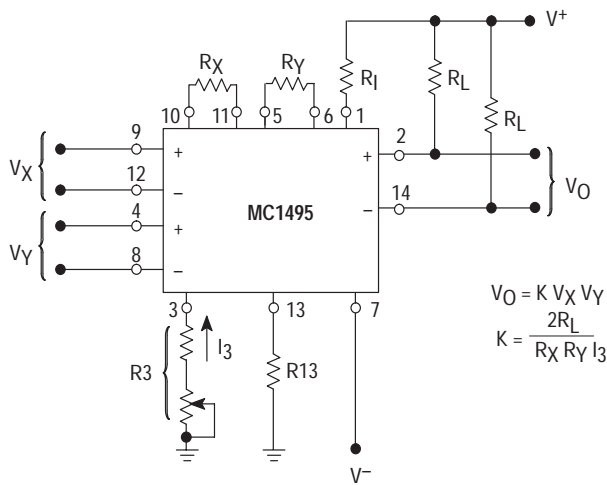 V+
RX
RY
RI
RL
RL
10
11
5
6
1
9
2
+
+
VX
12
−
4
MC1495
14
−
VO
+
VY
8
−
3
13
7
VO = K VX VY
K = 2RL
RX RY I3
I3
R3
R13
V−